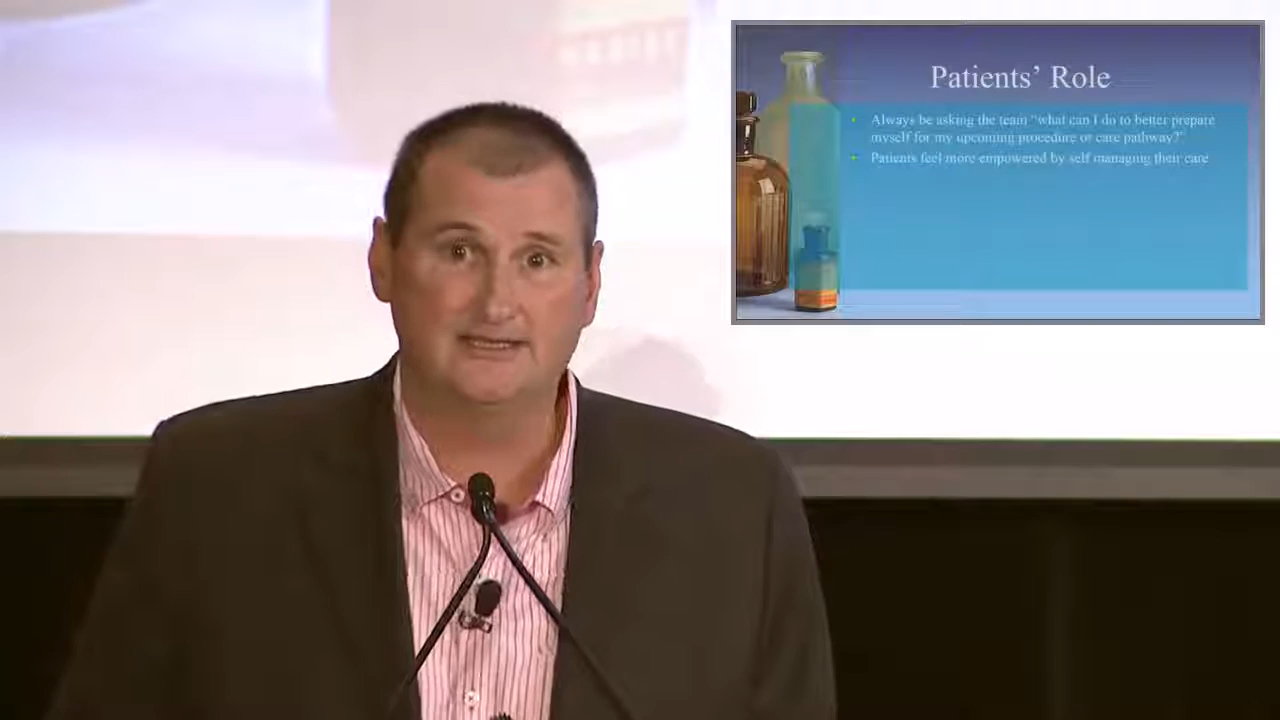 Patients’ Role
Always be asking the team “what can I do to better prepare
myself for my upcoming procedure or care pathway?”
Patients feel more empowered by self managing their care